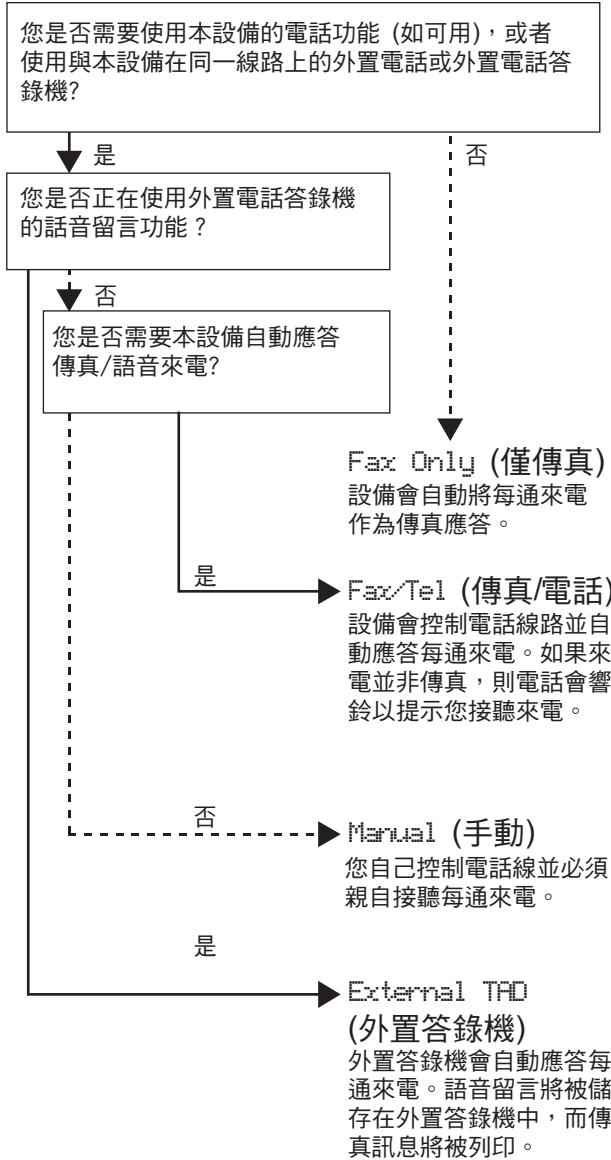 您是否需要使用本設備的電話功能 (如可用)，或者
使用與本設備在同一線路上的外置電話或外置電話答
錄機?
是
否
您是否正在使用外置電話答錄機
的話音留言功能？
否
您是否需要本設備自動應答
傳真/語音來電?
Fax Only (僅傳真)
設備會自動將每通來電
作為傳真應答。
是
Fax/Tel (傳真/電話)
設備會控制電話線路並自
動應答每通來電。如果來
電並非傳真，則電話會響
鈴以提示您接聽來電。
否
Manual (手動)
您自己控制電話線並必須
親自接聽每通來電。
是
External TAD
(外置答錄機)
外置答錄機會自動應答每
通來電。語音留言將被儲
存在外置答錄機中，而傳
真訊息將被列印。